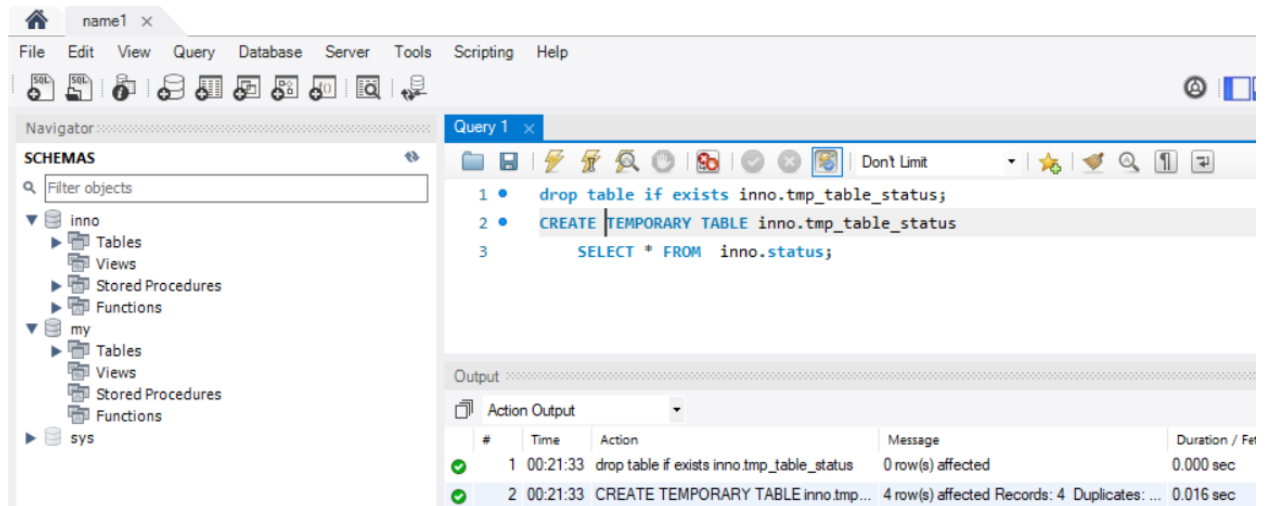 name1 ×
File Edit View Query Database Server Tools Scripting Help
Navigator
SCHEMAS
Filter objects
inno
Tables
Views
Stored Procedures
Functions
my
Tables
Views
Stored Procedures
Functions
sys
Query 1 ×
Don't Limit
1 drop table if exists inno.tmp_table_status;
2 CREATE TEMPORARY TABLE inno.tmp_table_status
3 SELECT * FROM inno.status;
Output
Action Output
# Time Action Message Duration / Fet
1 00:21:33 drop table if exists inno.tmp_table_status 0 row(s) affected 0.000 sec
2 00:21:33 CREATE TEMPORARY TABLE inno.tmp... 4 row(s) affected Records: 4 Duplicates: ... 0.016 sec